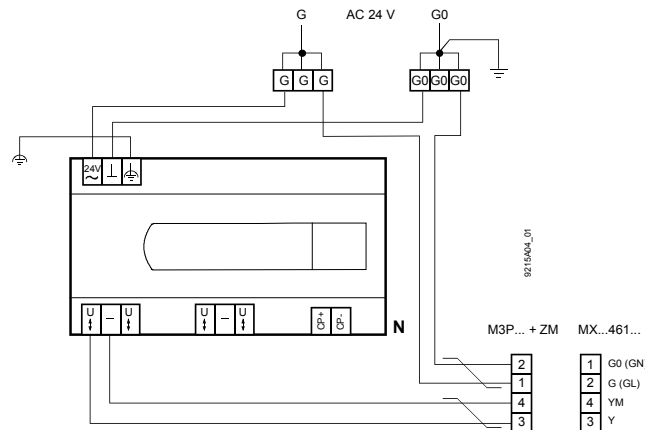 G AC 24 V G0
G G G G0 G0 G0
24V
U - U U - U CP+ CP-
N
9215A04_01
M3P... + ZM MX...461...
2 1 G0 (GN
1 2 G (GL)
4 4 YM
3 3 Y